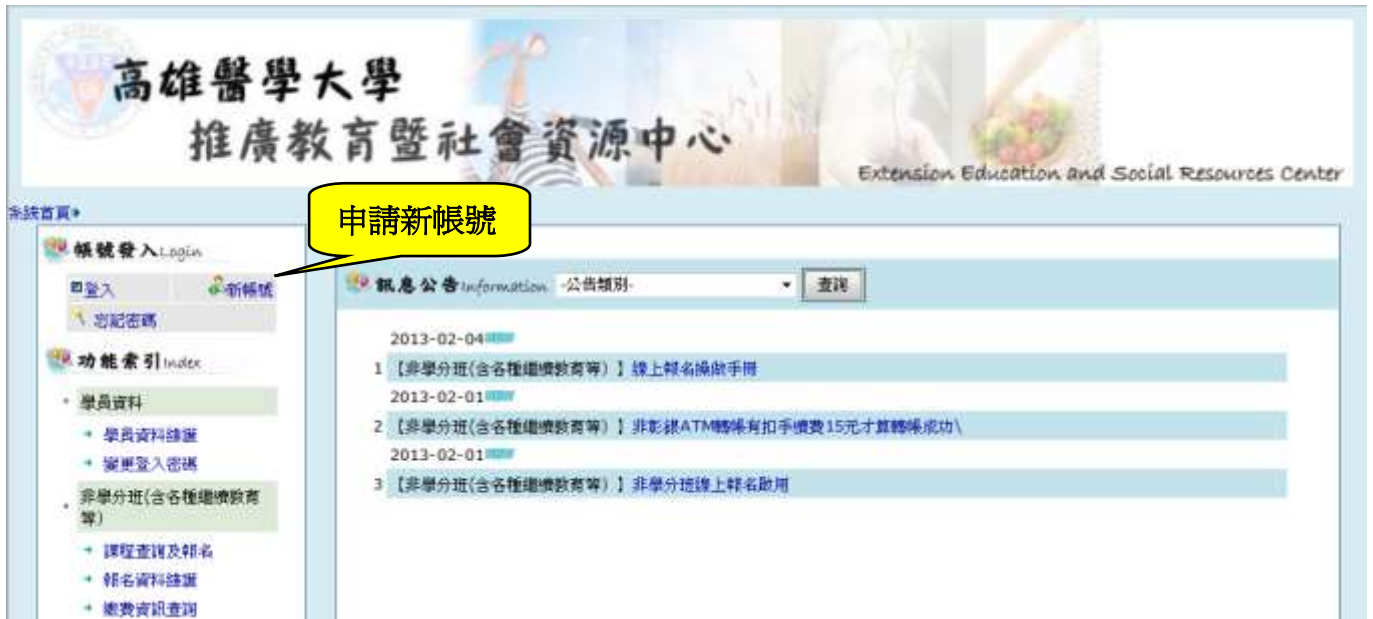 高雄醫學大學
推廣教育暨社會資源中心
Extension Education and Social Resources Center
系統首頁
申請新帳號
帳號登入Login
登入 新帳號
忘記密碼
功能索引Index
學員資料
學員資料維護
變更登入密碼
非學分班(含各種繼續教育
等)
課程查詢及報名
報名資料維護
繳費資訊查詢
訊息公告Information -公告類別- 查詢
2013-02-04
1 【非學分班(含各種繼續教育等) 】線上報名操做手冊
2013-02-01
2 【非學分班(含各種繼續教育等) 】非彰銀ATM轉帳有扣手續費15元才算轉帳成功\
2013-02-01
3 【非學分班(含各種繼續教育等) 】非學分班線上報名啟用